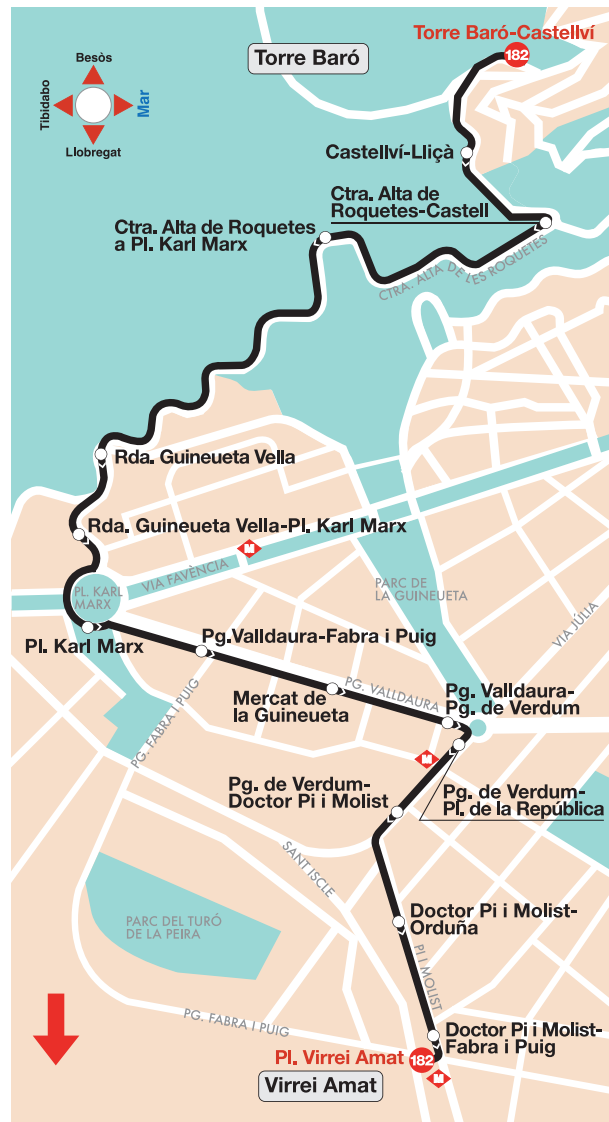 Torre Baró-Castellví
182
Torre Baró
Besòs
Tibidabo
Mar
Llobregat
Castellví-Lliçà
Ctra. Alta de
Roquetes-Castell
Ctra. Alta de Roquetes
a Pl. Karl Marx
CTRA. ALTA DE LES ROQUETES
Rda. Guineueta Vella
Rda. Guineueta Vella-Pl. Karl Marx
M
VIA FAVÈNCIA
PL. KARL
MARX
PARC DE
LA GUINEUETA
VIA JÚLIA
Pl. Karl Marx
Pg.Valldaura-Fabra i Puig
PG. VALLDAURA
Mercat de
la Guineueta
Pg. Valldaura-
Pg. de Verdum
PG. FABRA I PUIG
M
Pg. de Verdum-
Doctor Pi i Molist
Pg. de Verdum-
Pl. de la República
SANT ISCLE
PARC DEL TURÓ
DE LA PEIRA
Doctor Pi i Molist-
Orduña
PI I MOLIST
PG. FABRA I PUIG
Doctor Pi i Molist-
Fabra i Puig
Pl. Virrei Amat
182
M
Virrei Amat